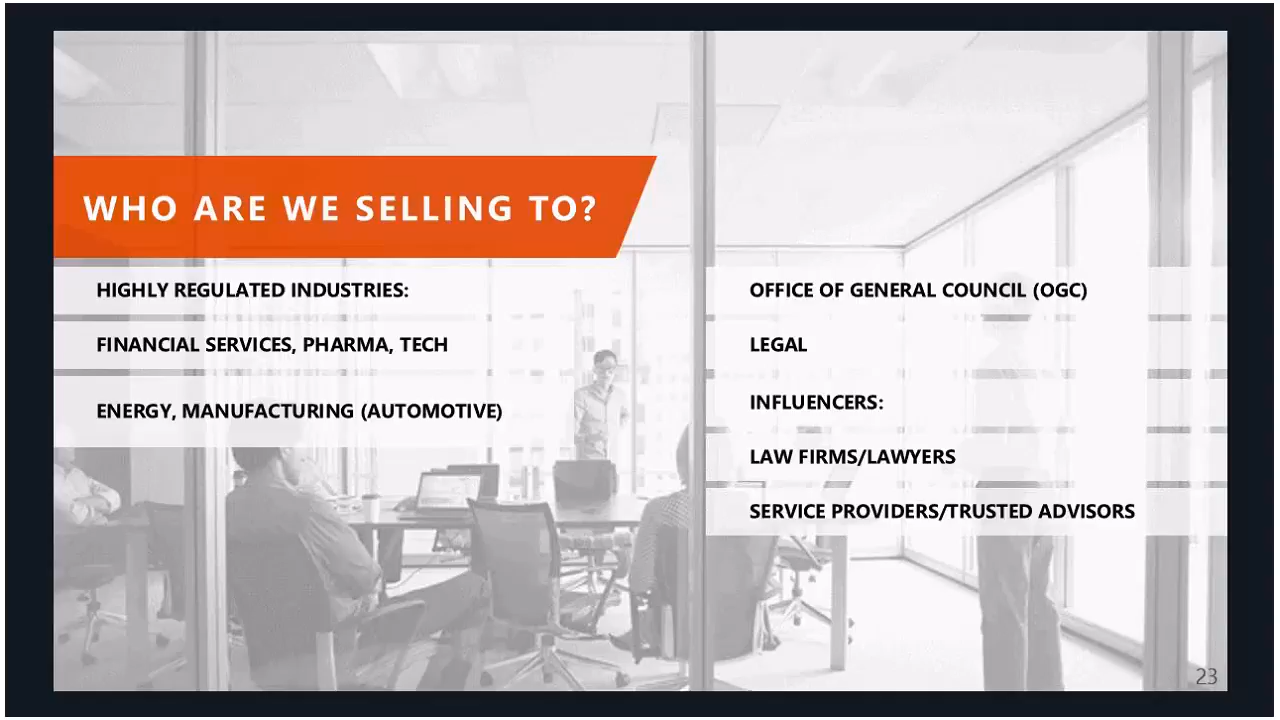 WHO ARE WE SELLING TO?
HIGHLY REGULATED INDUSTRIES:
FINANCIAL SERVICES, PHARMA, TECH
ENERGY, MANUFACTURING (AUTOMOTIVE)
OFFICE OF GENERAL COUNCIL (OGC)
LEGAL
INFLUENCERS:
LAW FIRMS/LAWYERS
SERVICE PROVIDERS/TRUSTED ADVISORS
23